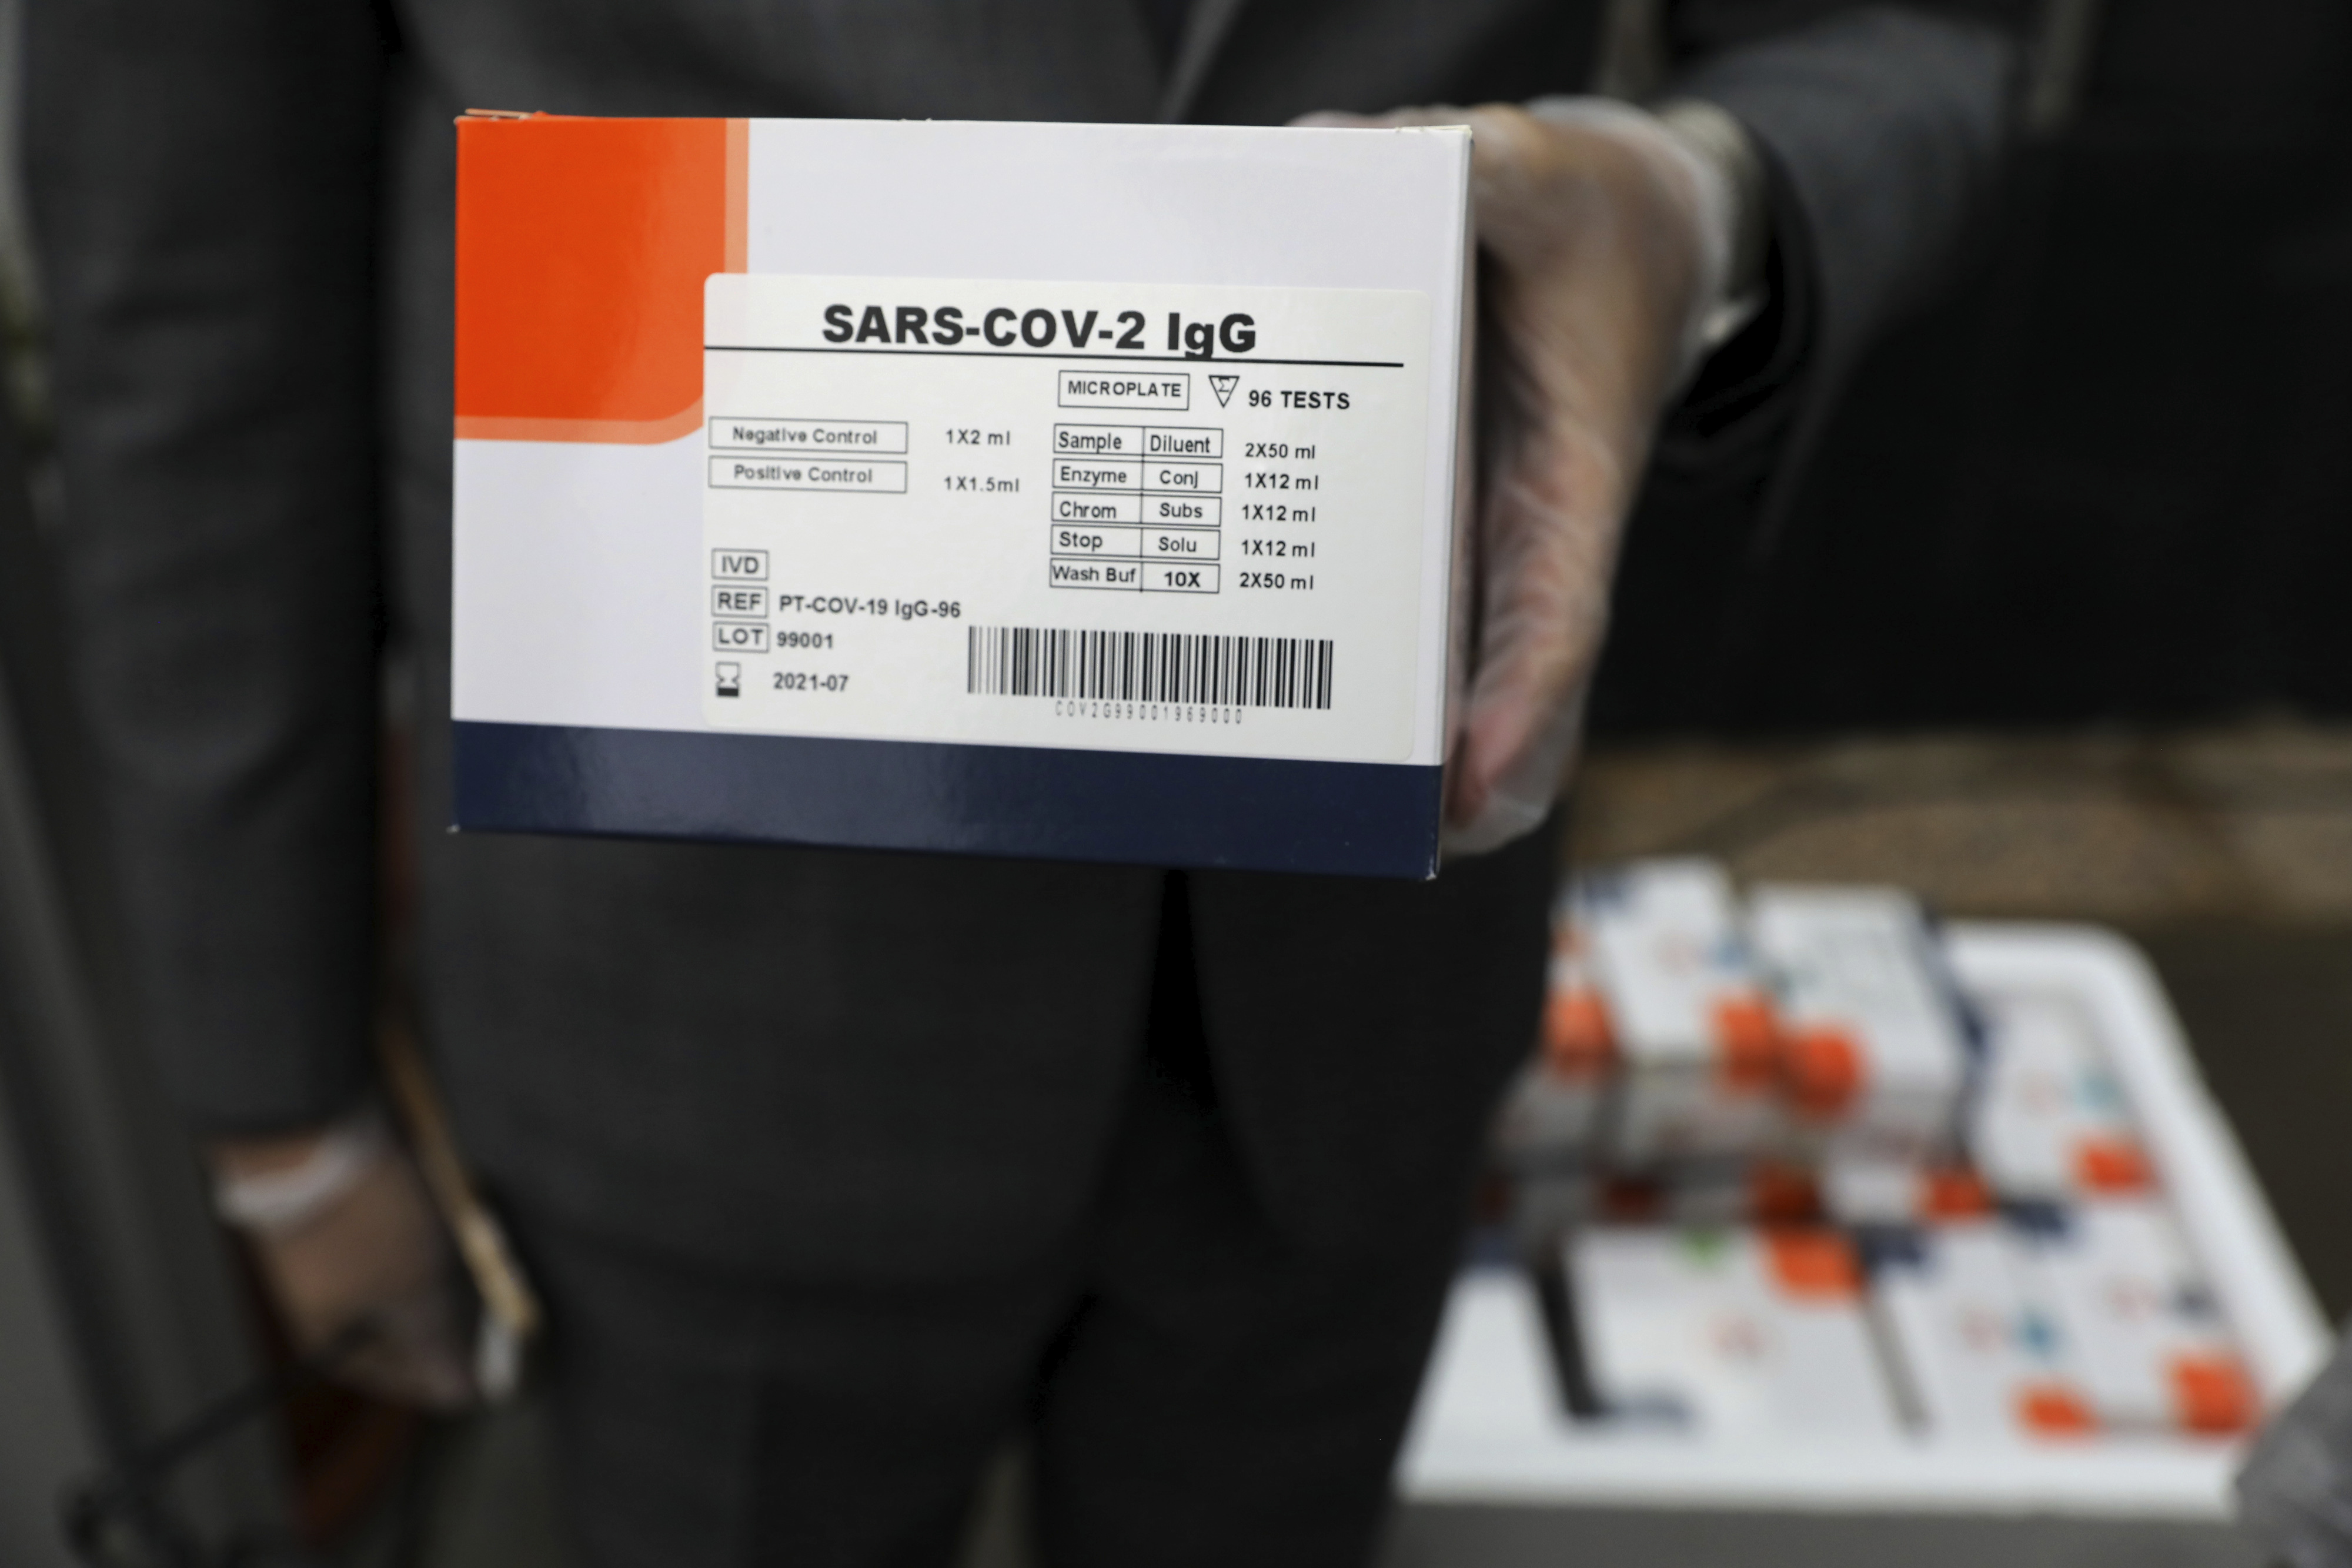 SARS-COV-2 IgG
MICROPLATE Σ 96 TESTS
Negative Control 1X2 ml
Positive Control 1X1.5ml
Sample Diluent 2X50 ml
Enzyme Conj 1X12 ml
Chrom Subs 1X12 ml
Stop Solu 1X12 ml
Wash Buf 10X 2X50 ml
IVD
REF PT-COV-19 IgG-96
LOT 99001
2021-07
COV2G99001969000